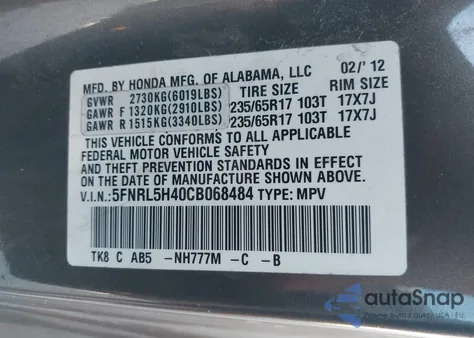 MFD. BY HONDA MFG. OF ALABAMA, LLC 02/'12
GVWR 2730KG(6019LBS) TIRE SIZE RIM SIZE
GAWR F 1320KG(2910LBS) 235/65R17 103T 17X7J
GAWR R 1515KG(3340LBS) 235/65R17 103T 17X7J
THIS VEHICLE CONFORMS TO ALL APPLICABLE
FEDERAL MOTOR VEHICLE SAFETY
AND THEFT PREVENTION STANDARDS IN EFFECT
ON THE DATE OF MANUFACTURE SHOWN ABOVE.
V.I.N.: 5FNRL5H40CB068484 TYPE: MPV
TK8 C AB5 -NH777M -C -B
autoSnap